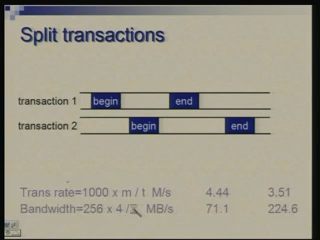 Split transactions
transaction 1 begin end
transaction 2 begin end
Trans rate=1000 x m / t M/s 4.44 3.51
Bandwidth=256 x 4 / MB/s 71.1 224.6